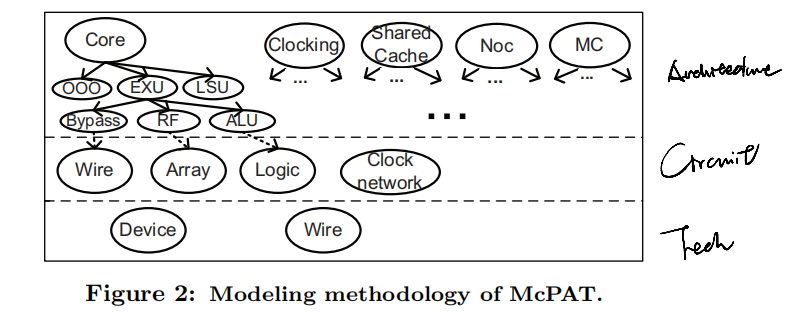 Core
Clocking
Shared
Cache
Noc
MC
Architecture
OOO
EXU
LSU
...
...
...
...
Bypass
RF
ALU
...
Wire
Array
Logic
Clock
network
Circuit
Device
Wire
Tech
Figure 2: Modeling methodology of McPAT.